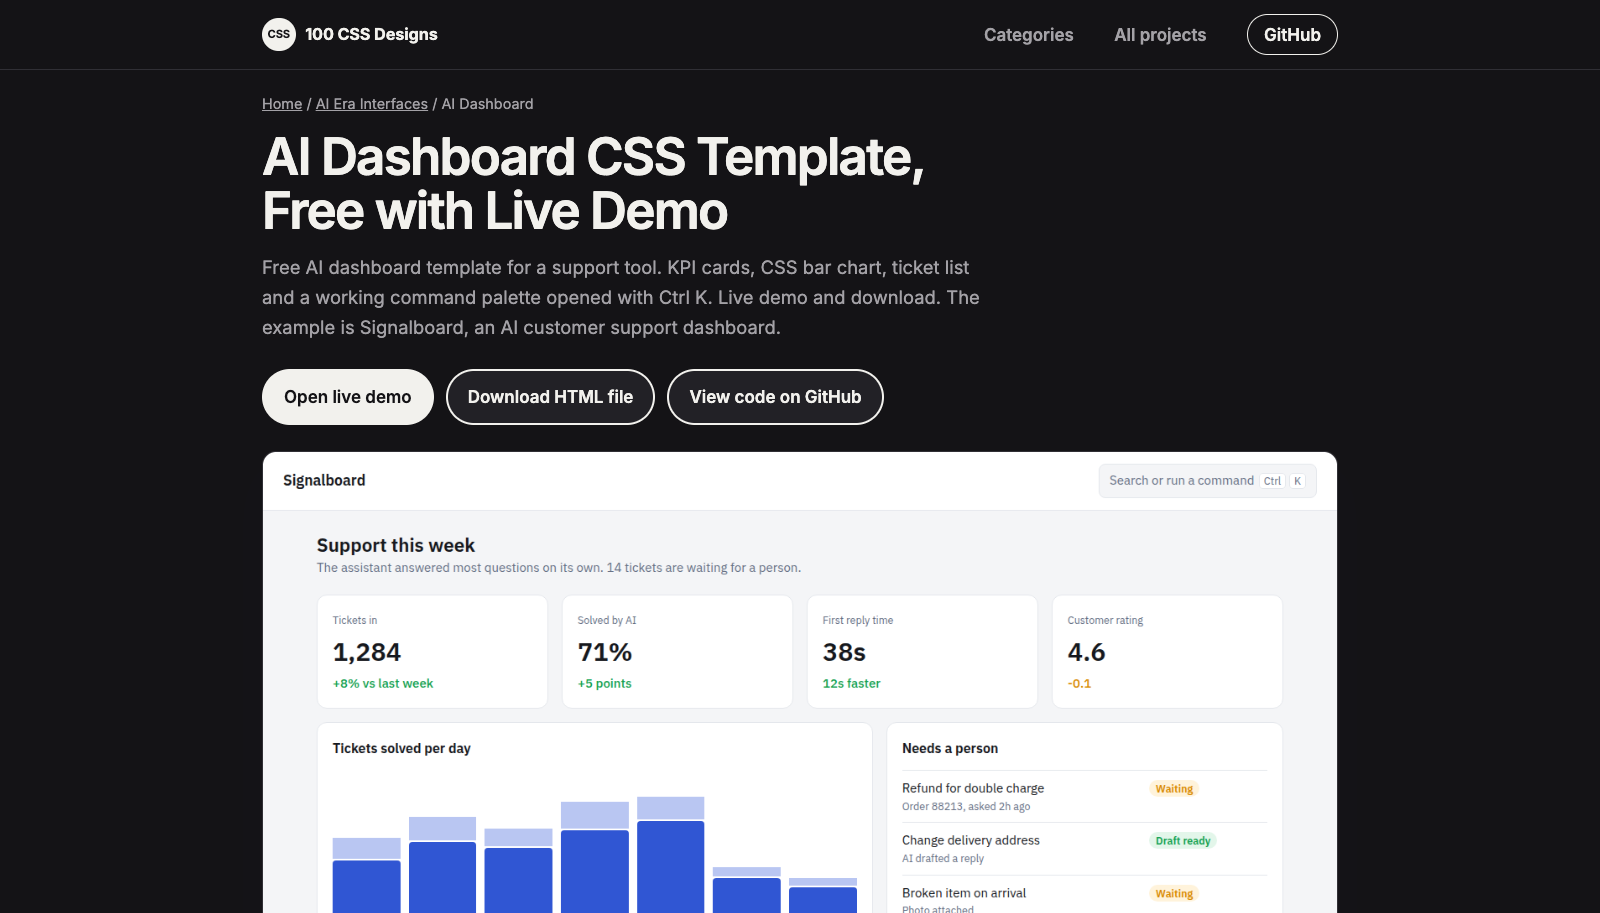 CSS 100 CSS Designs
Categories
All projects
GitHub
Home / AI Era Interfaces / AI Dashboard
AI Dashboard CSS Template,
Free with Live Demo
Free AI dashboard template for a support tool. KPI cards, CSS bar chart, ticket list
and a working command palette opened with Ctrl K. Live demo and download. The
example is Signalboard, an AI customer support dashboard.
Open live demo
Download HTML file
View code on GitHub
Signalboard
Search or run a command Ctrl K
Support this week
The assistant answered most questions on its own. 14 tickets are waiting for a person.
Tickets in
1,284
+8% vs last week
Solved by AI
71%
+5 points
First reply time
38s
12s faster
Customer rating
4.6
-0.1
Tickets solved per day
Needs a person
Refund for double charge
Waiting
Order 88213, asked 2h ago
Change delivery address
Draft ready
AI drafted a reply
Broken item on arrival
Waiting
Photo attached